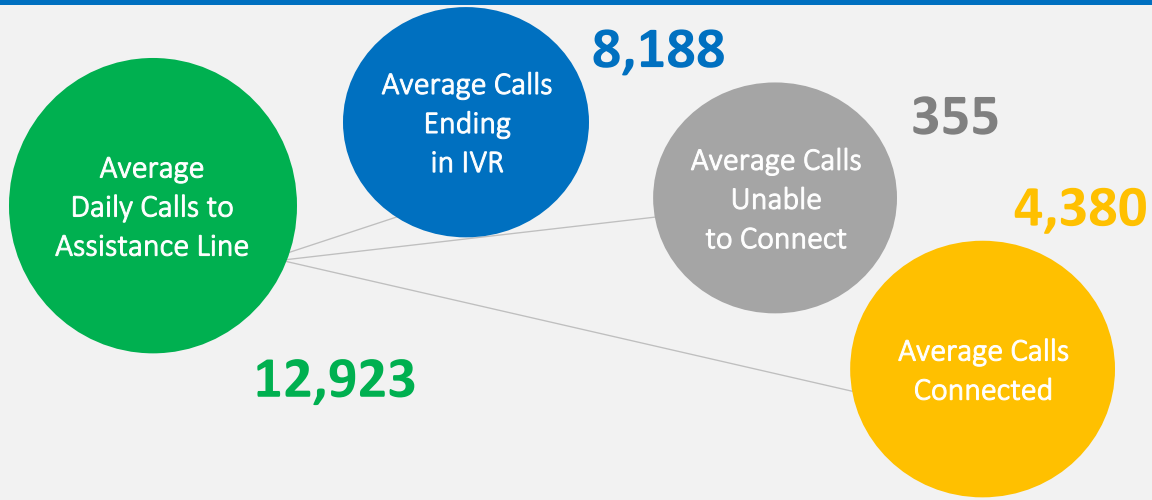 Average
Daily Calls to
Assistance Line
12,923
Average Calls
Ending
in IVR
8,188
Average Calls
Unable
to Connect
355
Average Calls
Connected
4,380